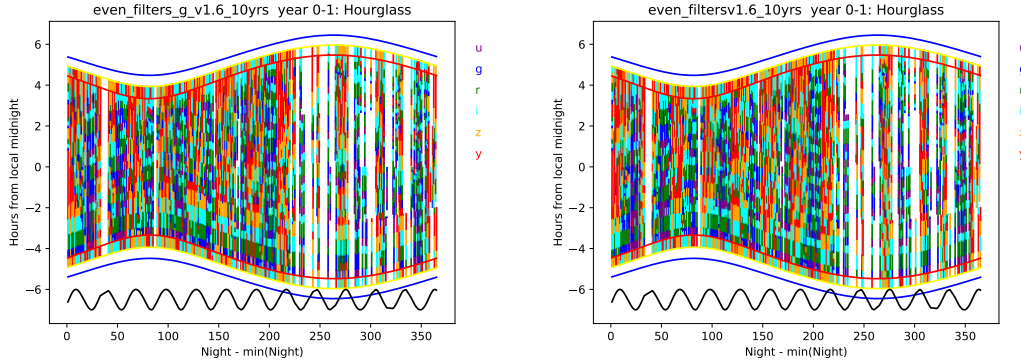 even_filters_g_v1.6_10yrs year 0-1: Hourglass
Hours from local midnight
6
4
2
0
−2
−4
−6
0 50 100 150 200 250 300 350
Night - min(Night)
u
g
r
i
z
y
even_filtersv1.6_10yrs year 0-1: Hourglass
Hours from local midnight
6
4
2
0
−2
−4
−6
0 50 100 150 200 250 300 350
Night - min(Night)